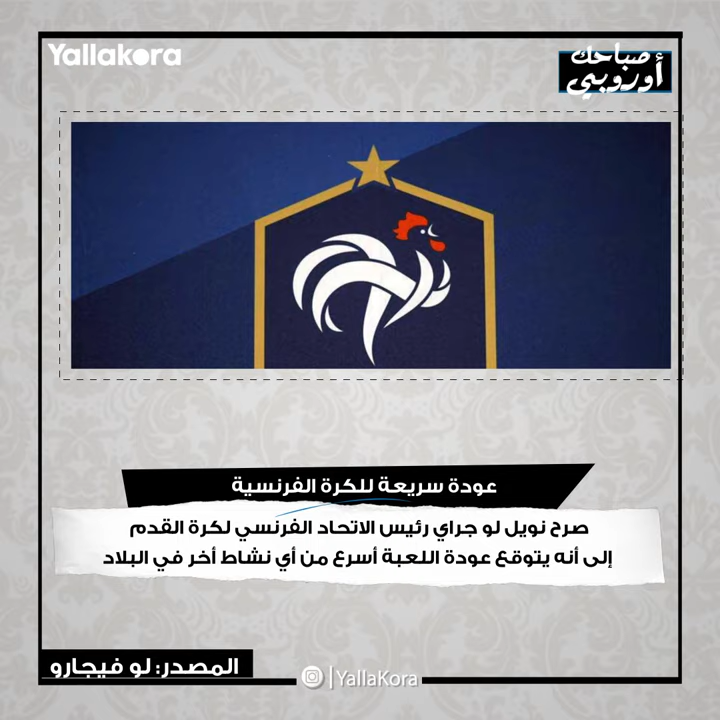 Yallakora
صباحك
أوروبي
عودة سريعة للكرة الفرنسية
صرح نويل لو جراي رئيس الاتحاد الفرنسي لكرة القدم
إلى أنه يتوقع عودة اللعبة أسرع من أي نشاط أخر في البلاد
المصدر: لو فيجارو
YallaKora